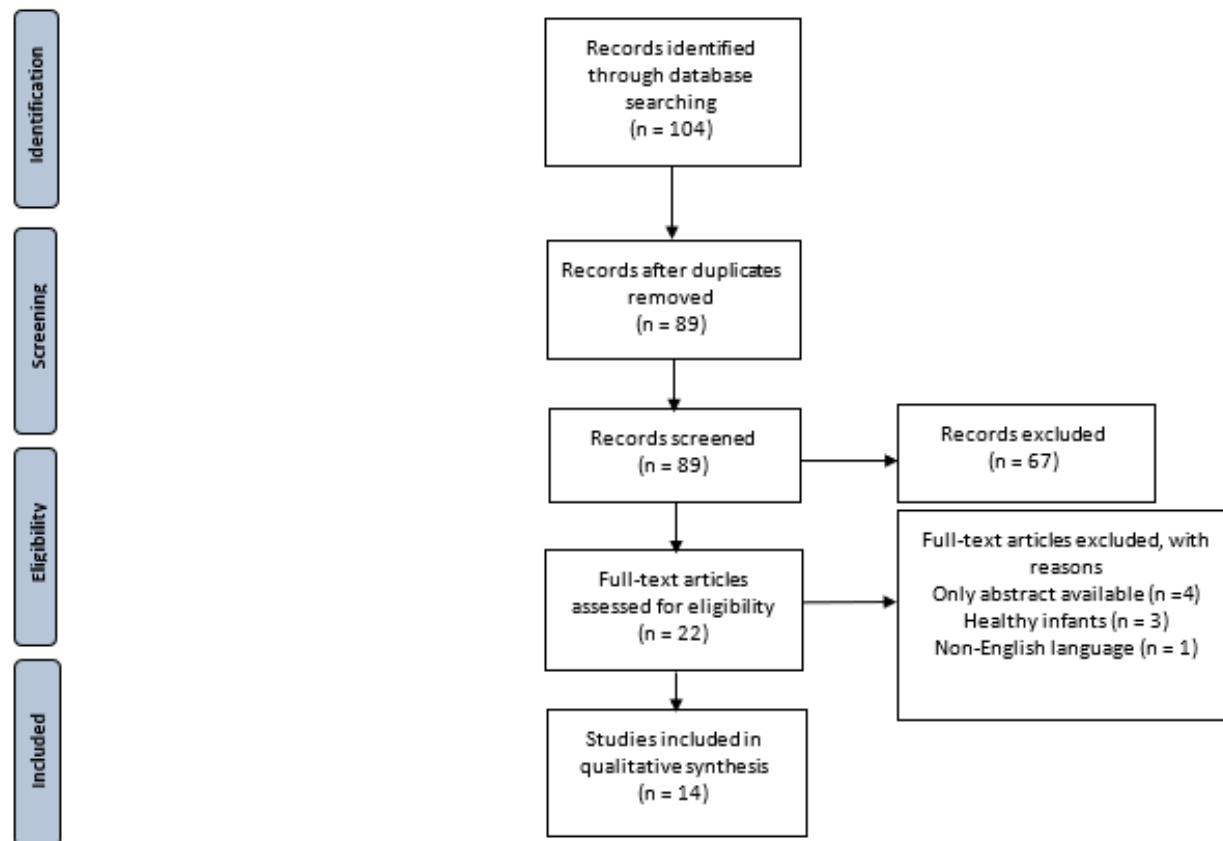 Identification
Records identified
through database
searching
(n = 104)
Screening
Records after duplicates
removed
(n = 89)
Records screened
(n = 89)
Records excluded
(n = 67)
Eligibility
Full-text articles
assessed for eligibility
(n = 22)
Full-text articles excluded, with
reasons
Only abstract available (n =4)
Healthy infants (n = 3)
Non-English language (n = 1)
Included
Studies included in
qualitative synthesis
(n = 14)